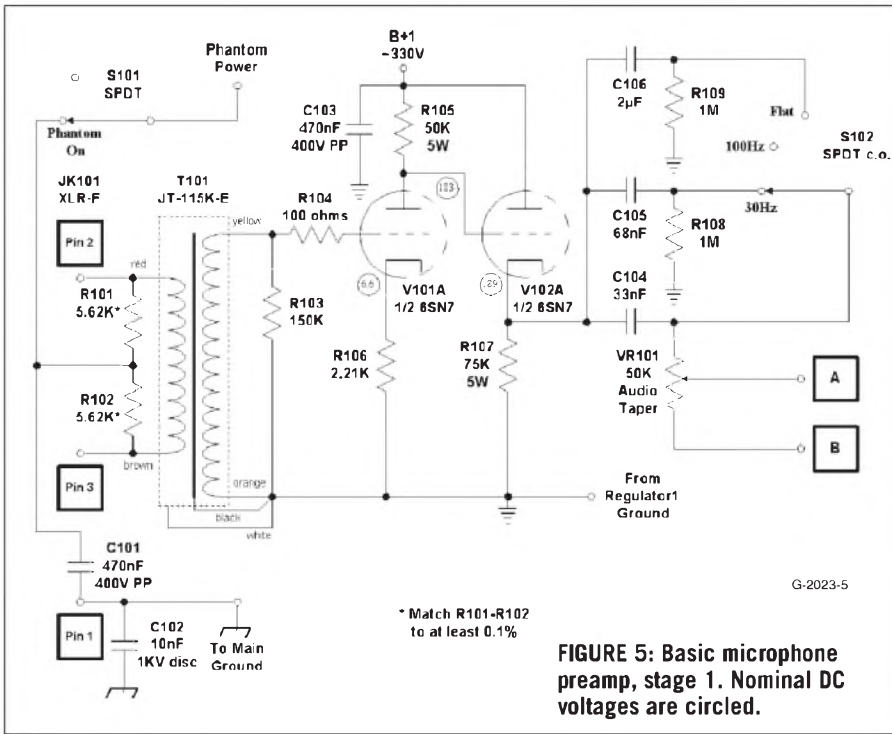 Phantom
Power
B+1
~330V
S101
SPDT
Phantom
On
C103
470nF
400V PP
R105
50K
5W
C106
2µF
R109
1M
Flat
100Hz
S102
SPDT c.o.
JK101
XLR-F
T101
JT-115K-E
R104
100 ohms
yellow
C105
68nF
30Hz
R108
1M
Pin 2
red
R101
5.62K*
R103
150K
6.6
V101A
1/2 6SN7
V102A
1/2 6SN7
C104
33nF
R102
5.62K*
R106
2.21K
R107
75K
5W
VR101
50K
Audio
Taper
A
B
brown
Pin 3
orange
black
white
From
Regulator1
Ground
C101
470nF
400V PP
Pin 1
C102
10nF
1KV disc
To Main
Ground
* Match R101-R102
to at least 0.1%
G-2023-5
FIGURE 5: Basic microphone
preamp, stage 1. Nominal DC
voltages are circled.